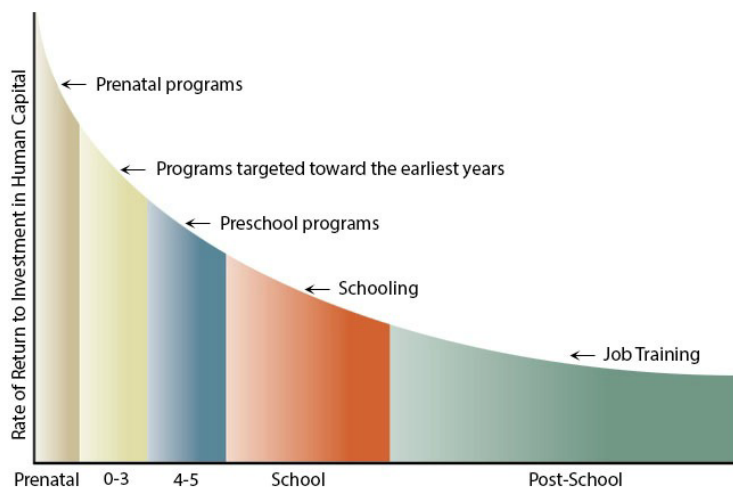 Rate of Return to Investment in Human Capital
← Prenatal programs
← Programs targeted toward the earliest years
← Preschool programs
← Schooling
← Job Training
Prenatal 0-3 4-5 School Post-School